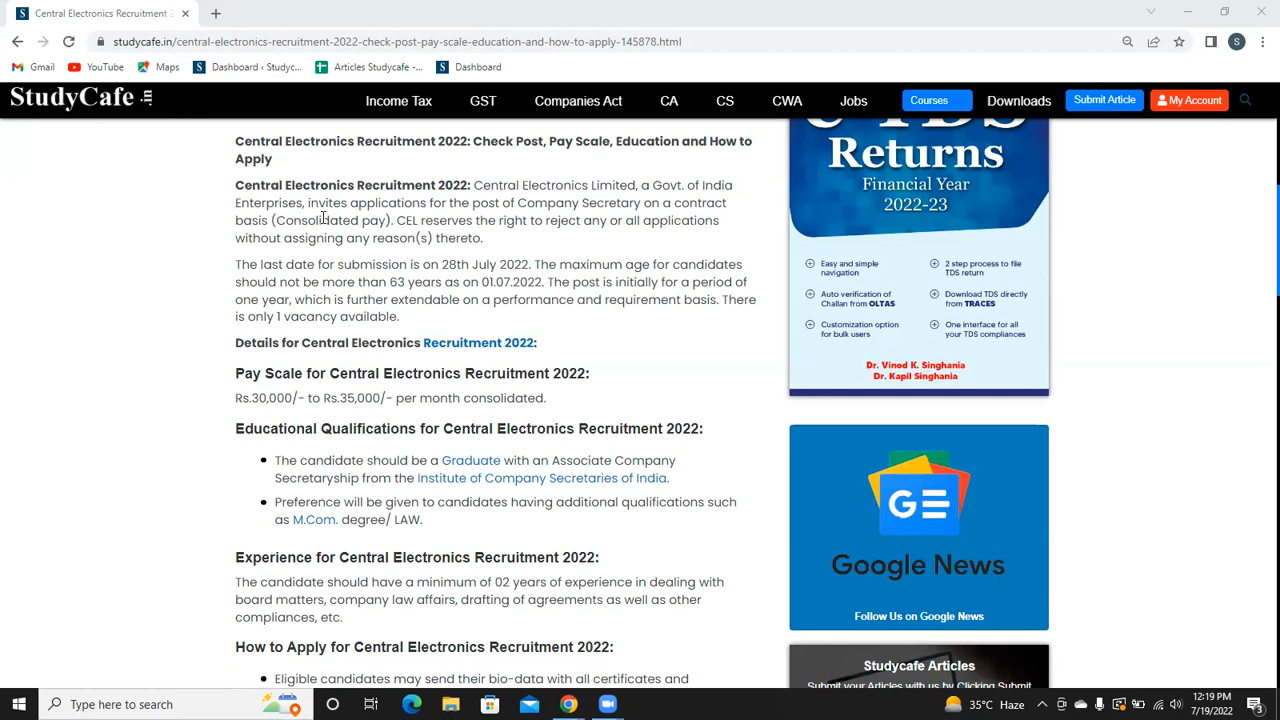 Central Electronics Recruitment 2
studycafe.in/central-electronics-recruitment-2022-check-post-pay-scale-education-and-how-to-apply-145878.html
Gmail
YouTube
Maps
Dashboard ‹ Studyc...
Articles Studycafe -...
Dashboard
StudyCafe .in
Income Tax
GST
Companies Act
CA
CS
CWA
Jobs
Courses
Downloads
Submit Article
My Account
Central Electronics Recruitment 2022: Check Post, Pay Scale, Education and How to
Apply
Central Electronics Recruitment 2022: Central Electronics Limited, a Govt. of India
Enterprises, invites applications for the post of Company Secretary on a contract
basis (Consolidated pay). CEL reserves the right to reject any or all applications
without assigning any reason(s) thereto.
The last date for submission is on 28th July 2022. The maximum age for candidates
should not be more than 63 years as on 01.07.2022. The post is initially for a period of
one year, which is further extendable on a performance and requirement basis. There
is only 1 vacancy available.
Details for Central Electronics Recruitment 2022:
Pay Scale for Central Electronics Recruitment 2022:
Rs.30,000/- to Rs.35,000/- per month consolidated.
Educational Qualifications for Central Electronics Recruitment 2022:
The candidate should be a Graduate with an Associate Company
Secretaryship from the Institute of Company Secretaries of India.
Preference will be given to candidates having additional qualifications such
as M.Com. degree/ LAW.
Experience for Central Electronics Recruitment 2022:
The candidate should have a minimum of 02 years of experience in dealing with
board matters, company law affairs, drafting of agreements as well as other
compliances, etc.
How to Apply for Central Electronics Recruitment 2022:
Eligible candidates may send their bio-data with all certificates and
e-TDS
Returns
Financial Year
2022-23
Easy and simple
navigation
2 step process to file
TDS return
Auto verification of
Challan from OLTAS
Download TDS directly
from TRACES
Customization option
for bulk users
One interface for all
your TDS compliances
Dr. Vinod K. Singhania
Dr. Kapil Singhania
GE
Google News
Follow Us on Google News
Studycafe Articles
Submit your Articles with us by Clicking Submit
Type here to search
35°C Haze
12:19 PM
7/19/2022
3